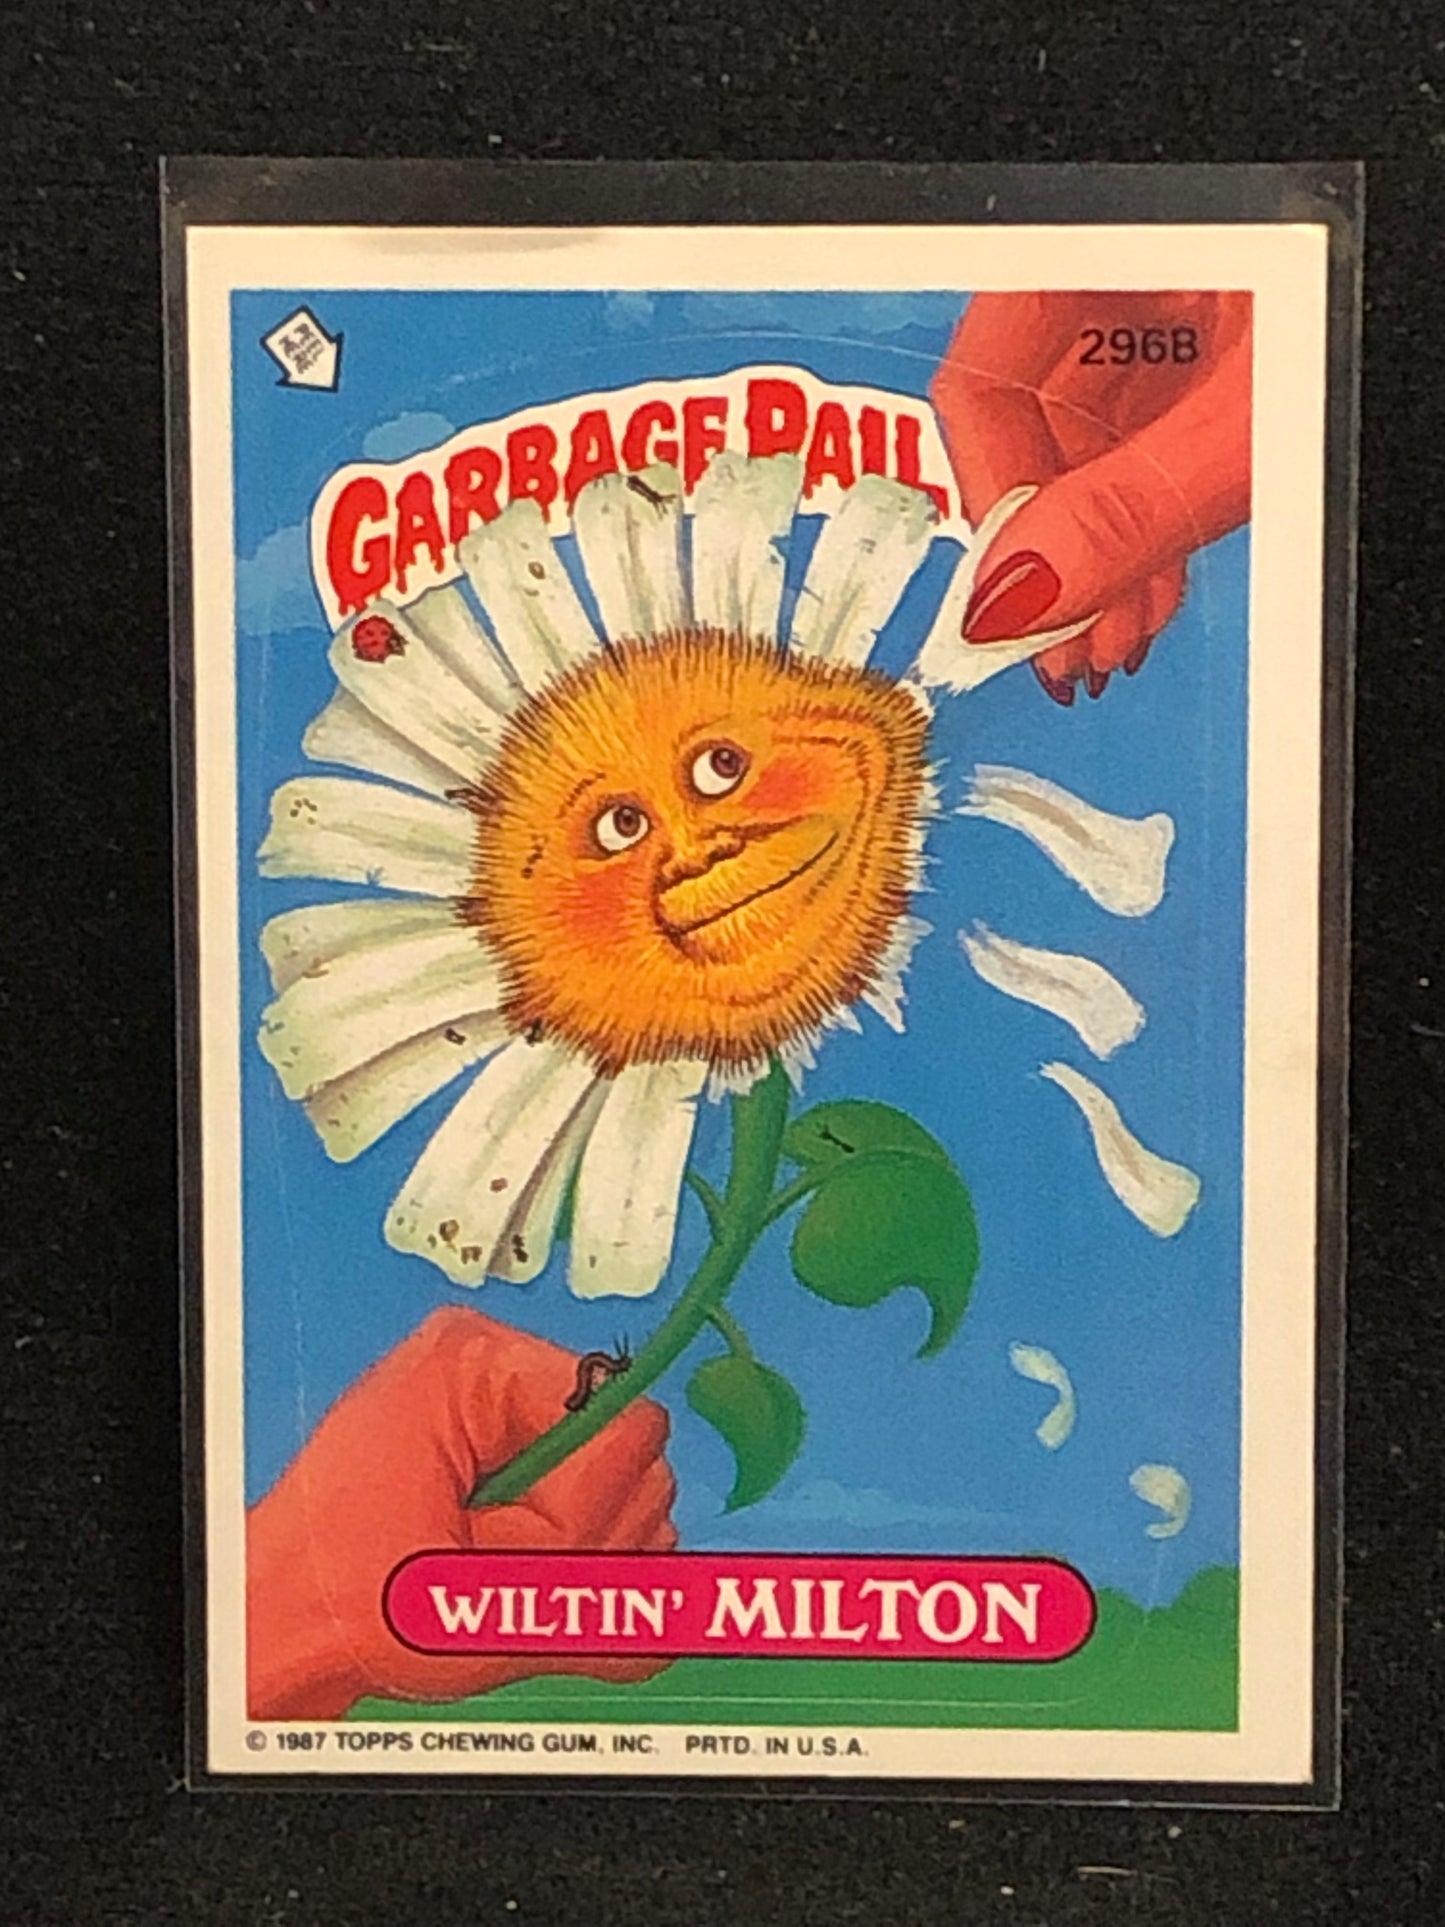 296B
GARBAGE PAIL
WILTIN' MILTON
© 1987 TOPPS CHEWING GUM, INC. PRTD. IN U.S.A.